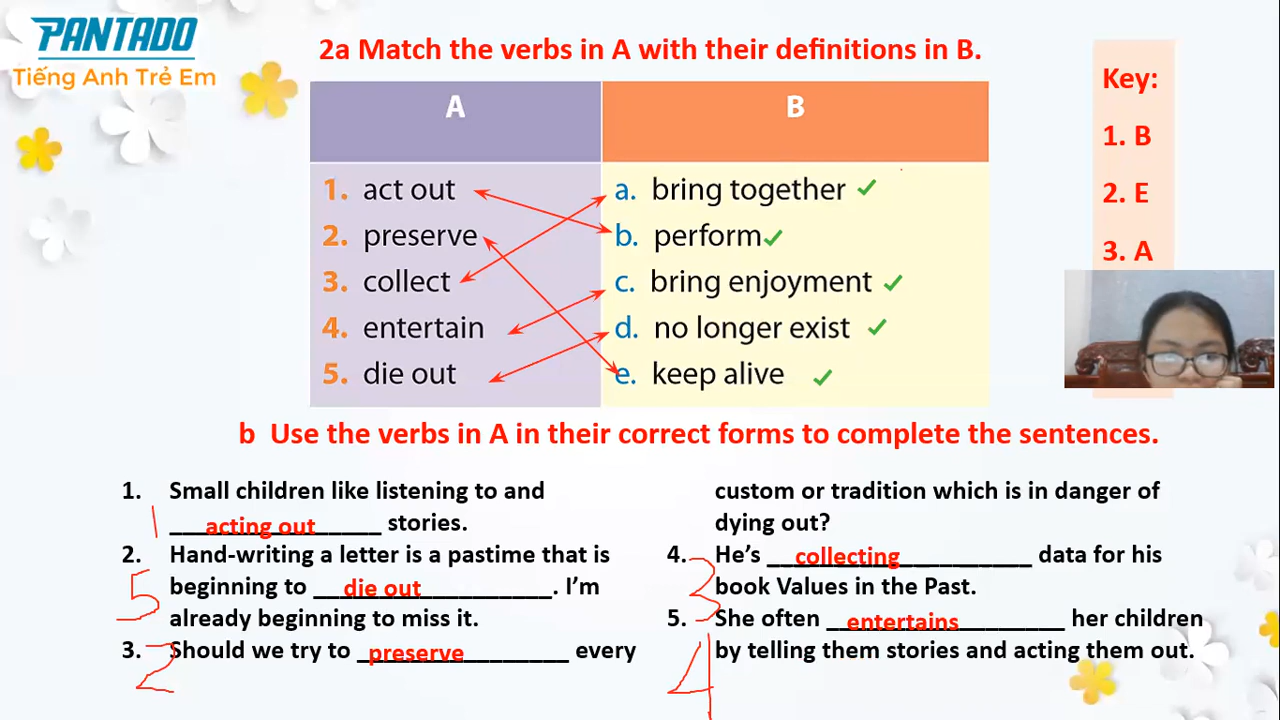 PANTADO
Tiếng Anh Trẻ Em
2a Match the verbs in A with their definitions in B.
A
B
1. act out
a. bring together
2. preserve
b. perform
3. collect
c. bring enjoyment
4. entertain
d. no longer exist
5. die out
e. keep alive
Key:
1. B
2. E
3. A
b Use the verbs in A in their correct forms to complete the sentences.
1. Small children like listening to and
1 acting out stories.
2. Hand-writing a letter is a pastime that is
5 beginning to die out. I'm
already beginning to miss it.
3. Should we try to preserve every
2
custom or tradition which is in danger of
dying out?
4. He's collecting data for his
3 book Values in the Past.
5. She often entertains her children
4 by telling them stories and acting them out.